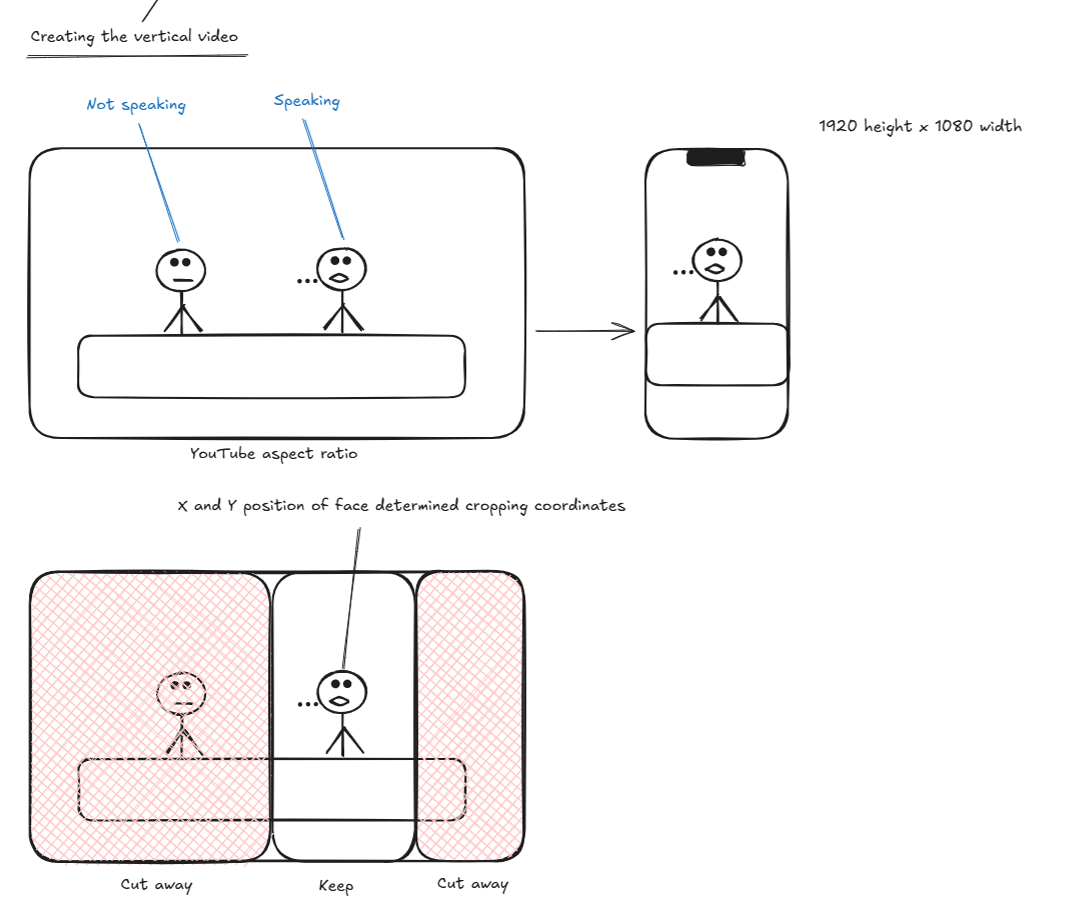 Creating the vertical video
Not speaking
Speaking
1920 height x 1080 width
YouTube aspect ratio
X and Y position of face determined cropping coordinates
Cut away
Keep
Cut away